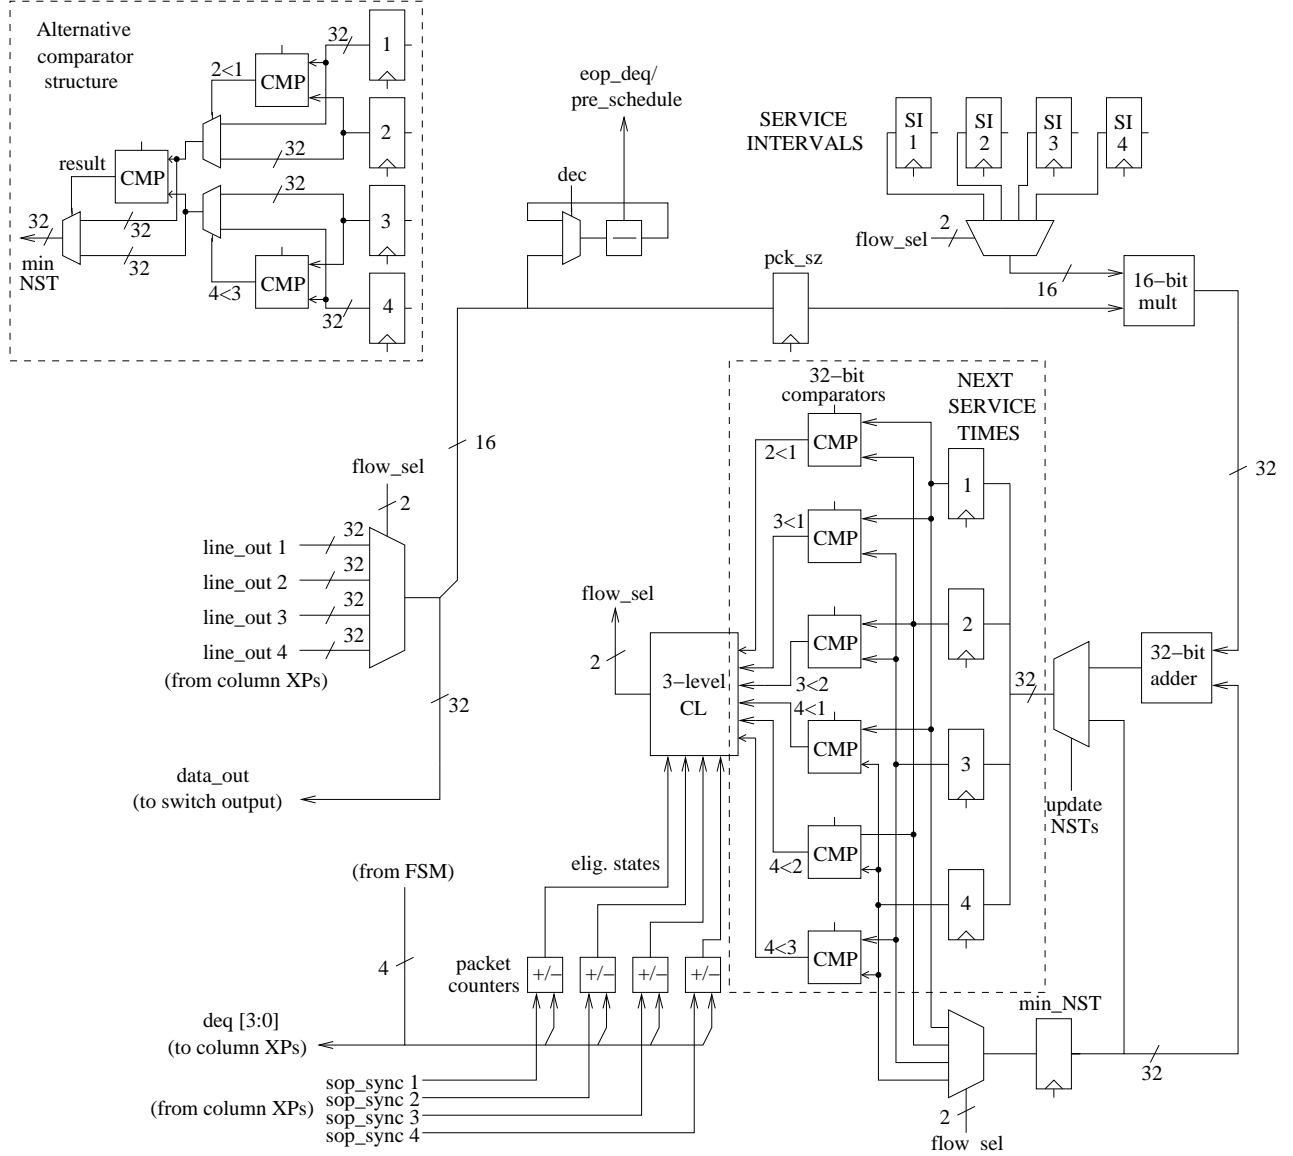 Alternative
comparator
structure
32
1
2<1
CMP
2
32
result
CMP
32
32
3
32
32
min
NST
4<3
CMP
32
4
eop_deq/
pre_schedule
dec
SERVICE
INTERVALS
SI
1
SI
2
SI
3
SI
4
flow_sel
2
16
16−bit
mult
pck_sz
16
32
flow_sel
2
line_out 1
32
line_out 2
32
line_out 3
32
line_out 4
32
(from column XPs)
32
data_out
(to switch output)
32−bit
comparators
NEXT
SERVICE
TIMES
CMP
2<1
1
3<1
CMP
flow_sel
2
3−level
CL
CMP
3<2
2
4<1
CMP
3
4<2
CMP
4
4<3
CMP
32
32−bit
adder
update
NSTs
elig. states
(from FSM)
4
packet
counters
+/−
+/−
+/−
+/−
deq [3:0]
(to column XPs)
sop_sync 1
sop_sync 2
(from column XPs)
sop_sync 3
sop_sync 4
min_NST
32
2
flow_sel